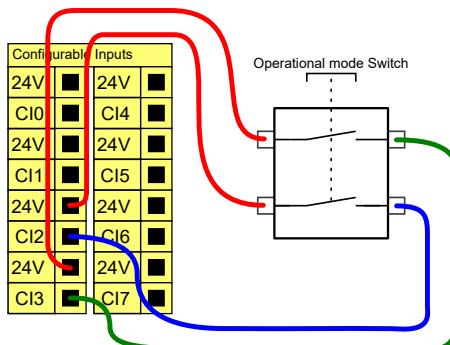 Configurable Inputs
24V 24V
CI0 CI4
24V 24V
CI1 CI5
24V 24V
CI2 CI6
24V 24V
CI3 CI7
Operational mode Switch